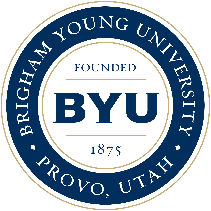 BRIGHAM YOUNG UNIVERSITY
FOUNDED
BYU
1875
PROVO, UTAH